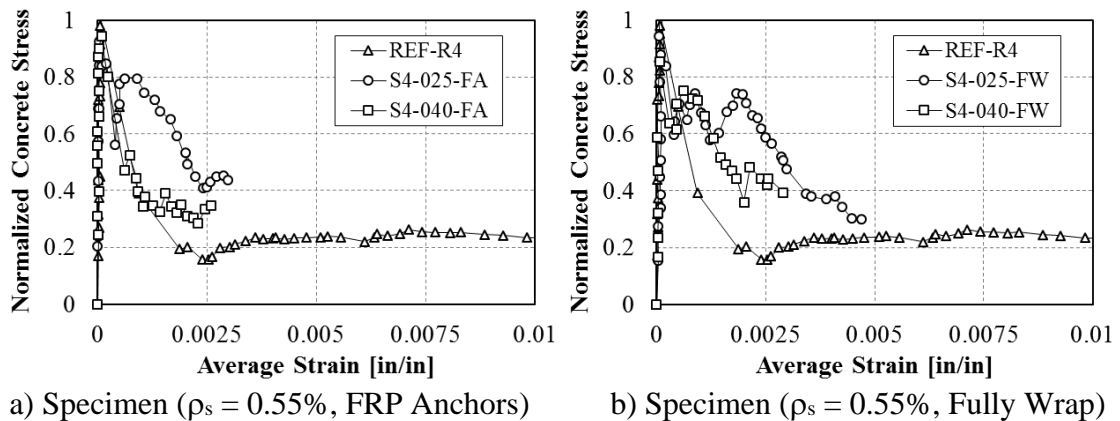 Normalized Concrete Stress
1
0.8
0.6
0.4
0.2
0
REF-R4
S4-025-FA
S4-040-FA
0
0.0025
0.005
0.0075
0.01
Average Strain [in/in]
a) Specimen (ρs = 0.55%, FRP Anchors)
Normalized Concrete Stress
1
0.8
0.6
0.4
0.2
0
REF-R4
S4-025-FW
S4-040-FW
0
0.0025
0.005
0.0075
0.01
Average Strain [in/in]
b) Specimen (ρs = 0.55%, Fully Wrap)